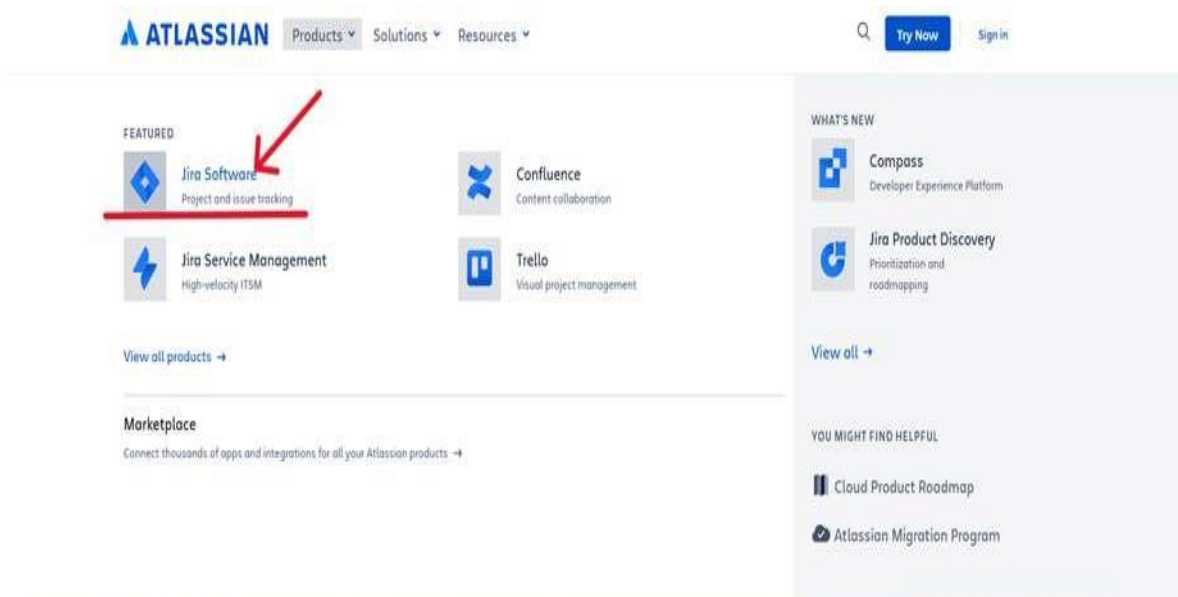 ATLASSIAN Products Solutions Resources Try Now Sign in
FEATURED
Jira Software
Project and issue tracking
Confluence
Content collaboration
Jira Service Management
High-velocity ITSM
Trello
Visual project management
View all products →
Marketplace
Connect thousands of apps and integrations for all your Atlassian products →
WHAT'S NEW
Compass
Developer Experience Platform
Jira Product Discovery
Prioritization and
roadmapping
View all →
YOU MIGHT FIND HELPFUL
Cloud Product Roadmap
Atlassian Migration Program